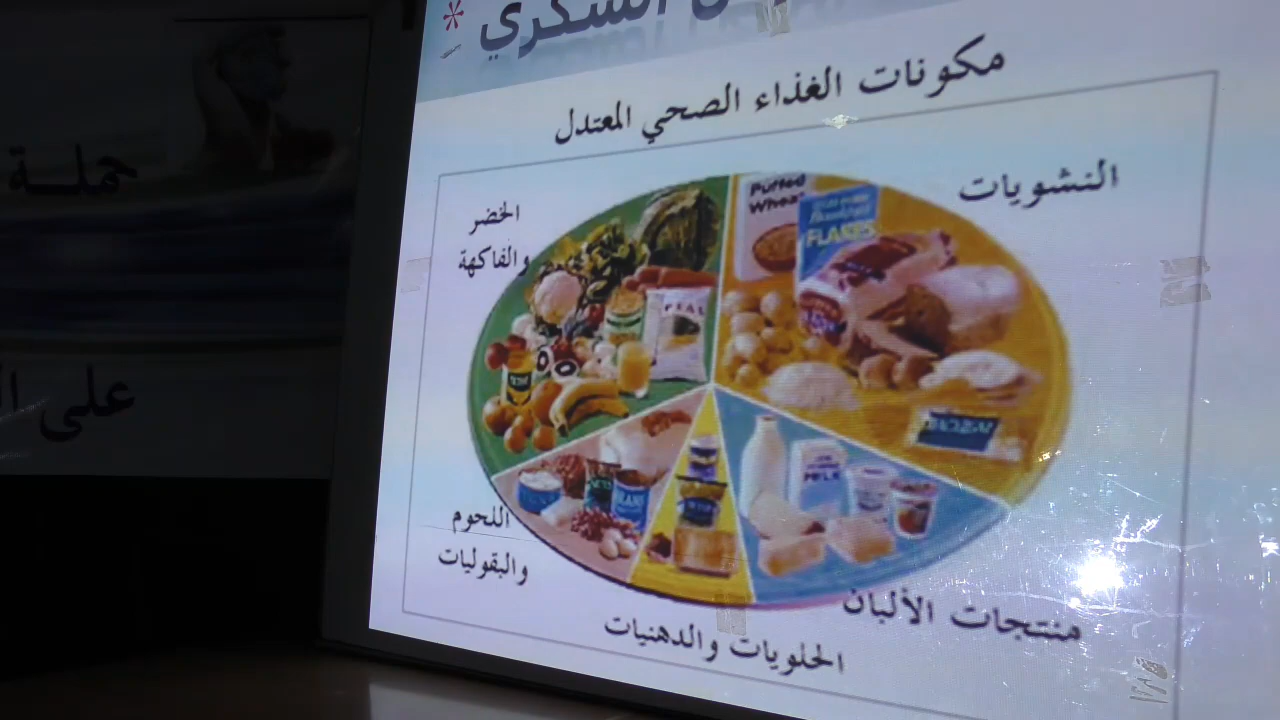 السكري
*
مكونات الغذاء الصحي المعتدل
النشويات
الخضر
والفاكهة
Puffed
Wheat
FLAKES
PEAS
MILK
اللحوم
والبقوليات
منتجات الألبان
الحلويات والدهنيات
حملة
على